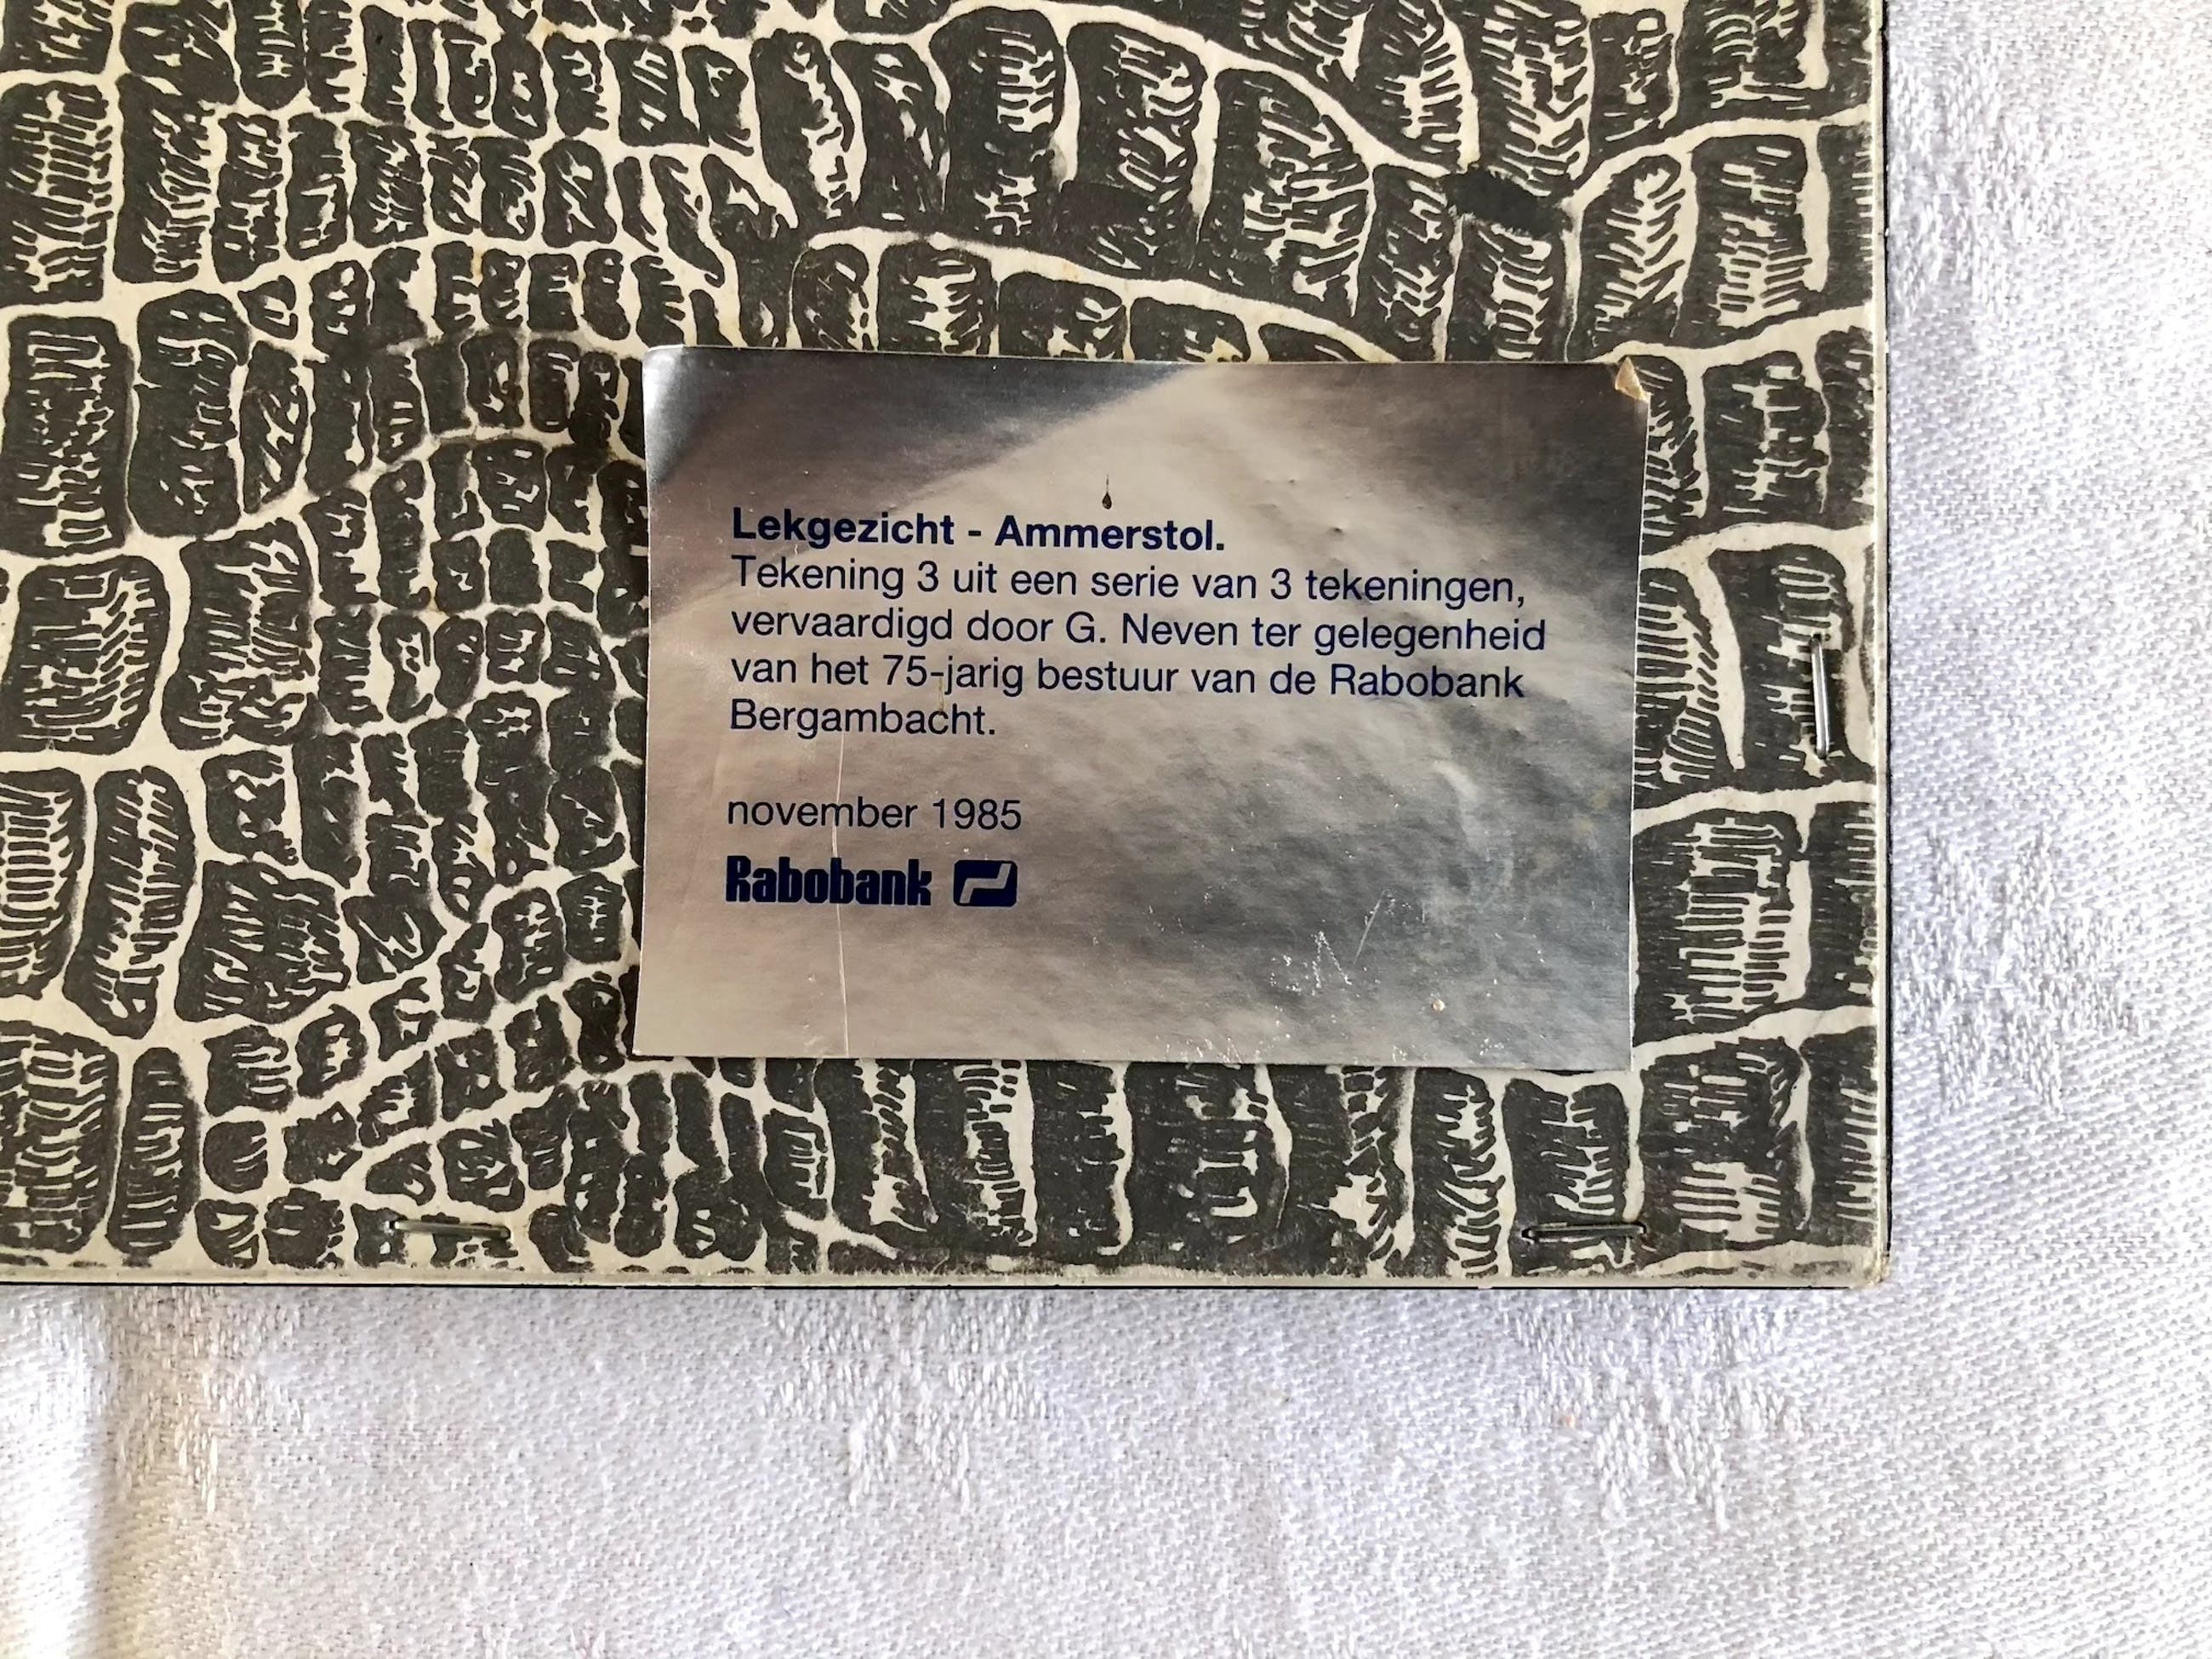 Lekgezicht - Ammerstol.
Tekening 3 uit een serie van 3 tekeningen,
vervaardigd door G. Neven ter gelegenheid
van het 75-jarig bestuur van de Rabobank
Bergambacht.
november 1985
Rabobank